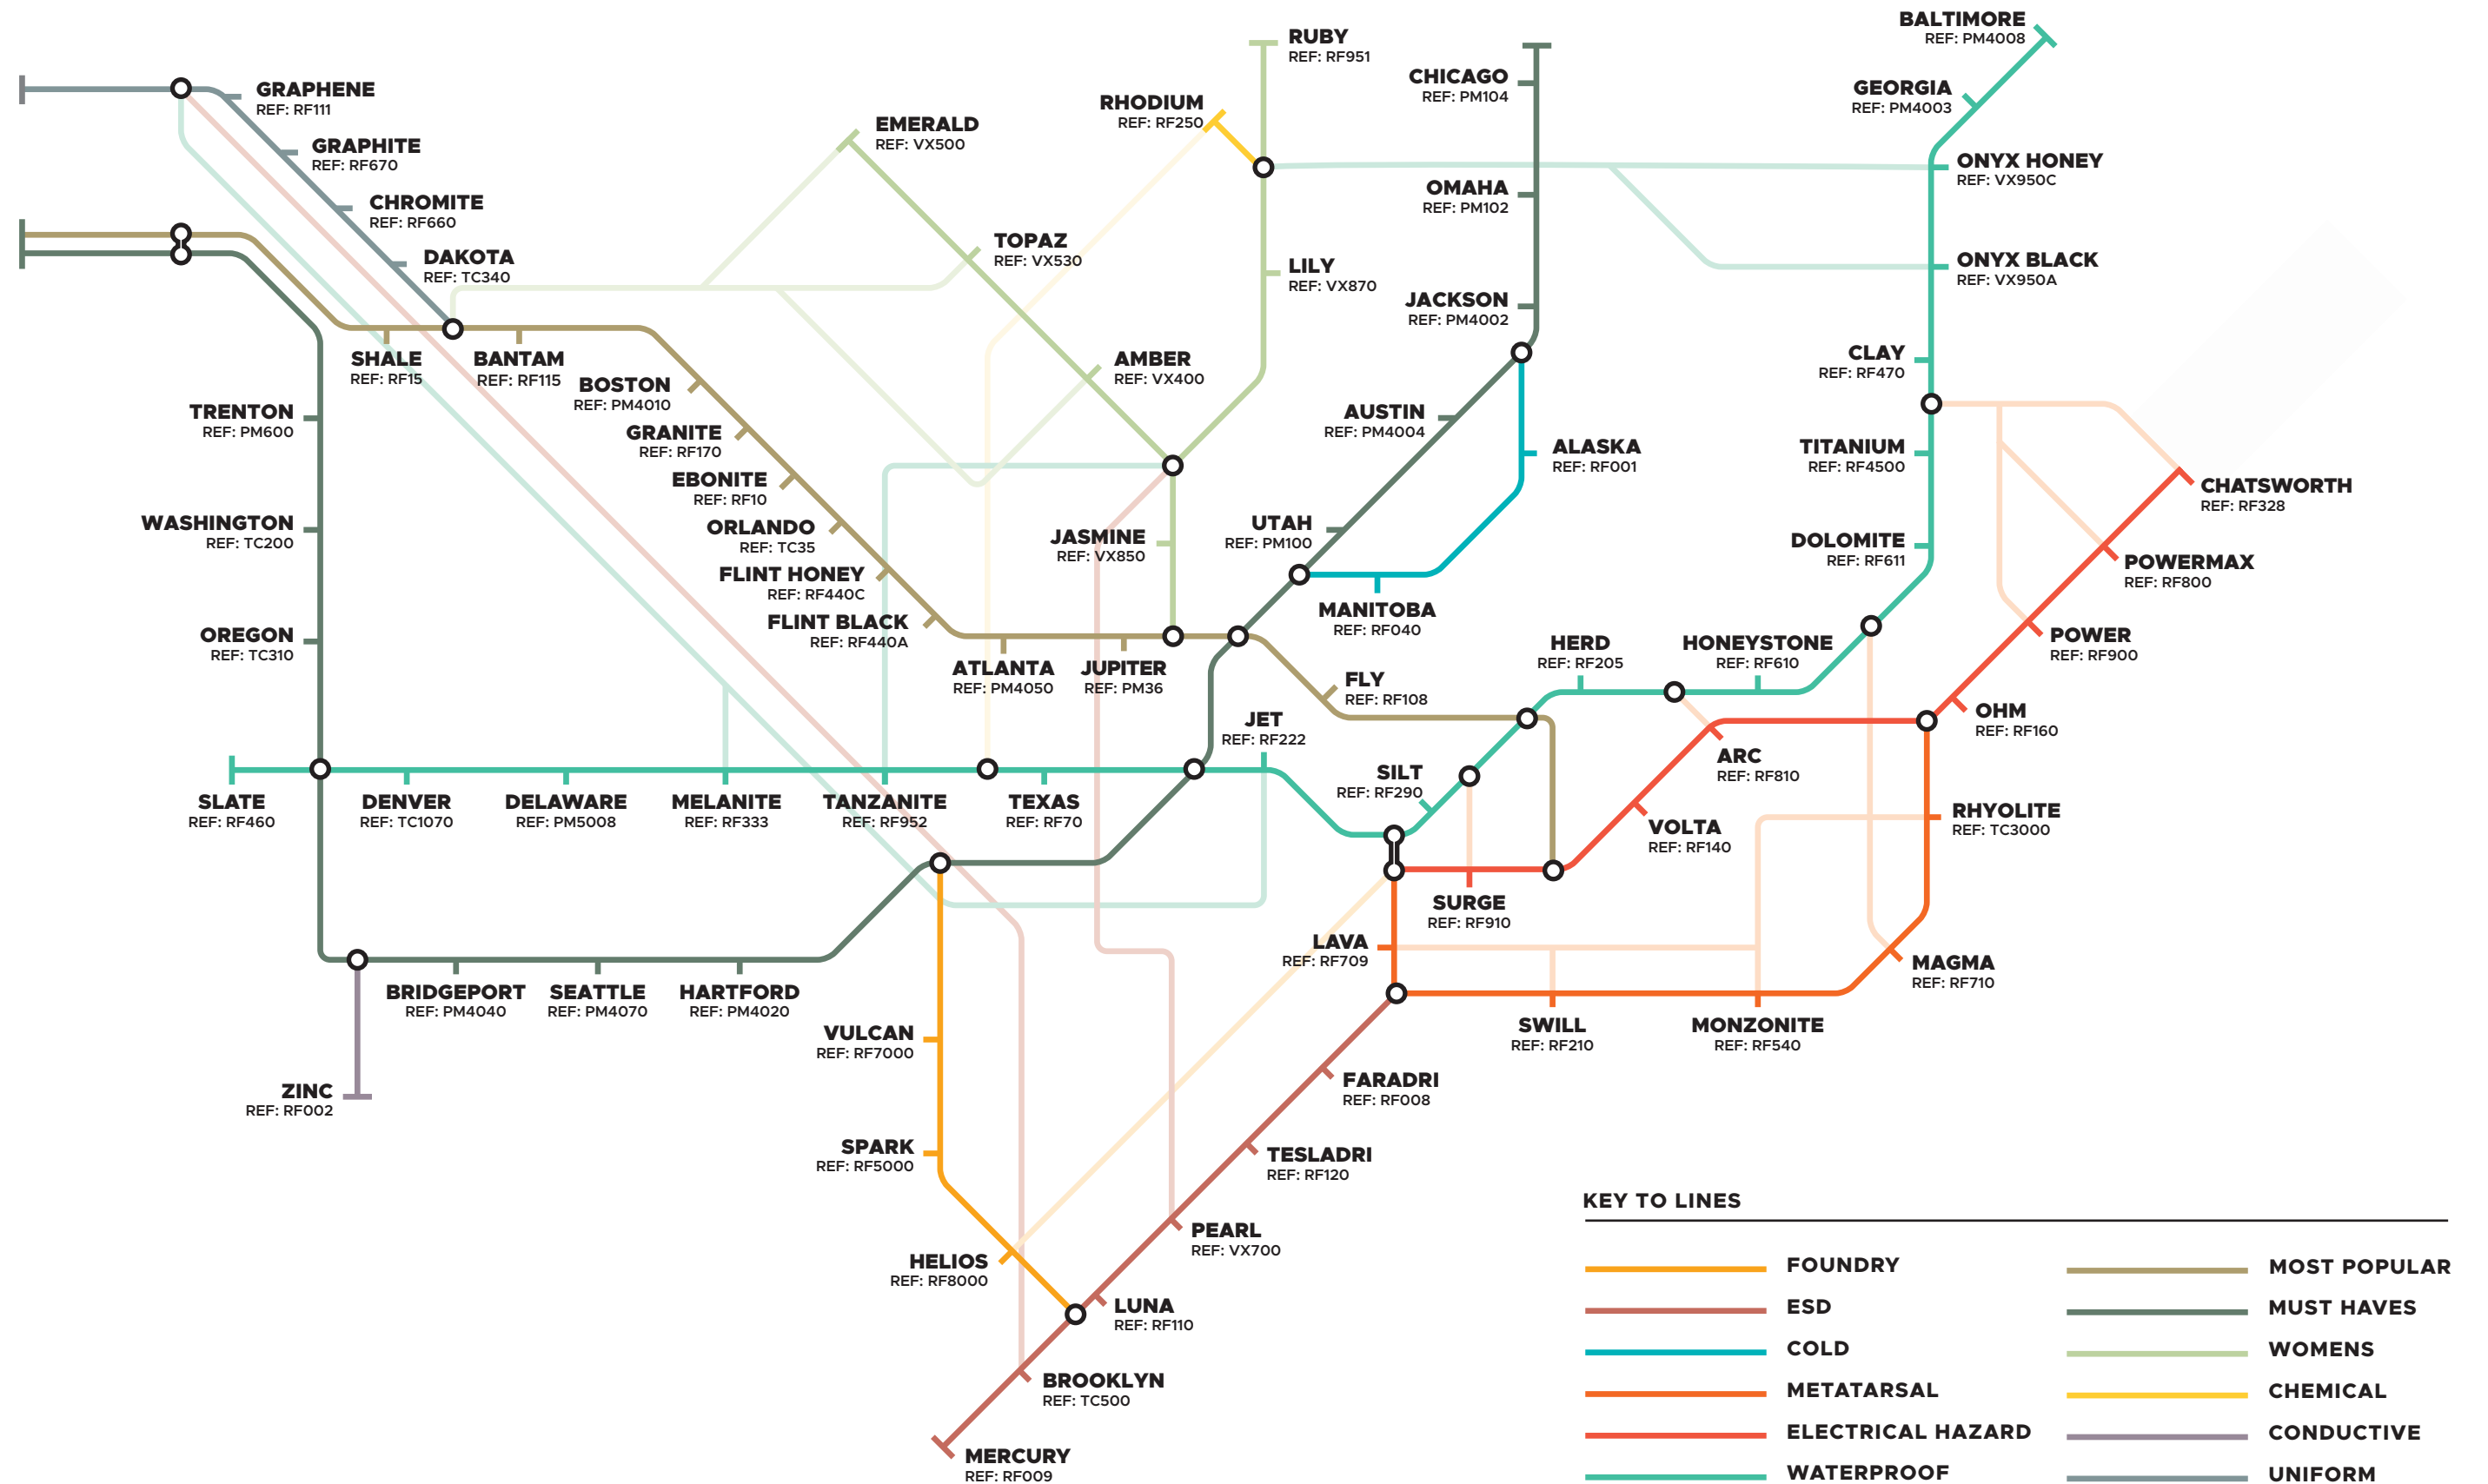 BALTIMORE
REF: PM4008
RUBY
REF: RF951
CHICAGO
REF: PM104
GEORGIA
REF: PM4003
GRAPHENE
REF: RF111
RHODIUM
REF: RF250
EMERALD
REF: VX500
GRAPHITE
REF: RF670
ONYX HONEY
REF: VX950C
OMAHA
REF: PM102
CHROMITE
REF: RF660
TOPAZ
REF: VX530
DAKOTA
REF: TC340
LILY
REF: VX870
ONYX BLACK
REF: VX950A
JACKSON
REF: PM4002
SHALE
REF: RF15
BANTAM
REF: RF115
BOSTON
REF: PM4010
AMBER
REF: VX400
CLAY
REF: RF470
TRENTON
REF: PM600
GRANITE
REF: RF170
AUSTIN
REF: PM4004
ALASKA
REF: RF001
TITANIUM
REF: RF4500
EBONITE
REF: RF10
CHATSWORTH
REF: RF328
WASHINGTON
REF: TC200
ORLANDO
REF: TC35
JASMINE
REF: VX850
UTAH
REF: PM100
DOLOMITE
REF: RF611
FLINT HONEY
REF: RF440C
POWERMAX
REF: RF800
MANITOBA
REF: RF040
FLINT BLACK
REF: RF440A
OREGON
REF: TC310
HERD
REF: RF205
HONEYSTONE
REF: RF610
POWER
REF: RF900
ATLANTA
REF: PM4050
JUPITER
REF: PM36
FLY
REF: RF108
JET
REF: RF222
OHM
REF: RF160
ARC
REF: RF810
SILT
REF: RF290
SLATE
REF: RF460
DENVER
REF: TC1070
DELAWARE
REF: PM5008
MELANITE
REF: RF333
TANZANITE
REF: RF952
TEXAS
REF: RF70
VOLTA
REF: RF140
RHYOLITE
REF: TC3000
SURGE
REF: RF910
LAVA
REF: RF709
MAGMA
REF: RF710
BRIDGEPORT
REF: PM4040
SEATTLE
REF: PM4070
HARTFORD
REF: PM4020
VULCAN
REF: RF7000
SWILL
REF: RF210
MONZONITE
REF: RF540
ZINC
REF: RF002
FARADRI
REF: RF008
SPARK
REF: RF5000
TESLADRI
REF: RF120
PEARL
REF: VX700
HELIOS
REF: RF8000
LUNA
REF: RF110
BROOKLYN
REF: TC500
MERCURY
REF: RF009
KEY TO LINES
FOUNDRY
ESD
COLD
METATARSAL
ELECTRICAL HAZARD
WATERPROOF
MOST POPULAR
MUST HAVES
WOMENS
CHEMICAL
CONDUCTIVE
UNIFORM